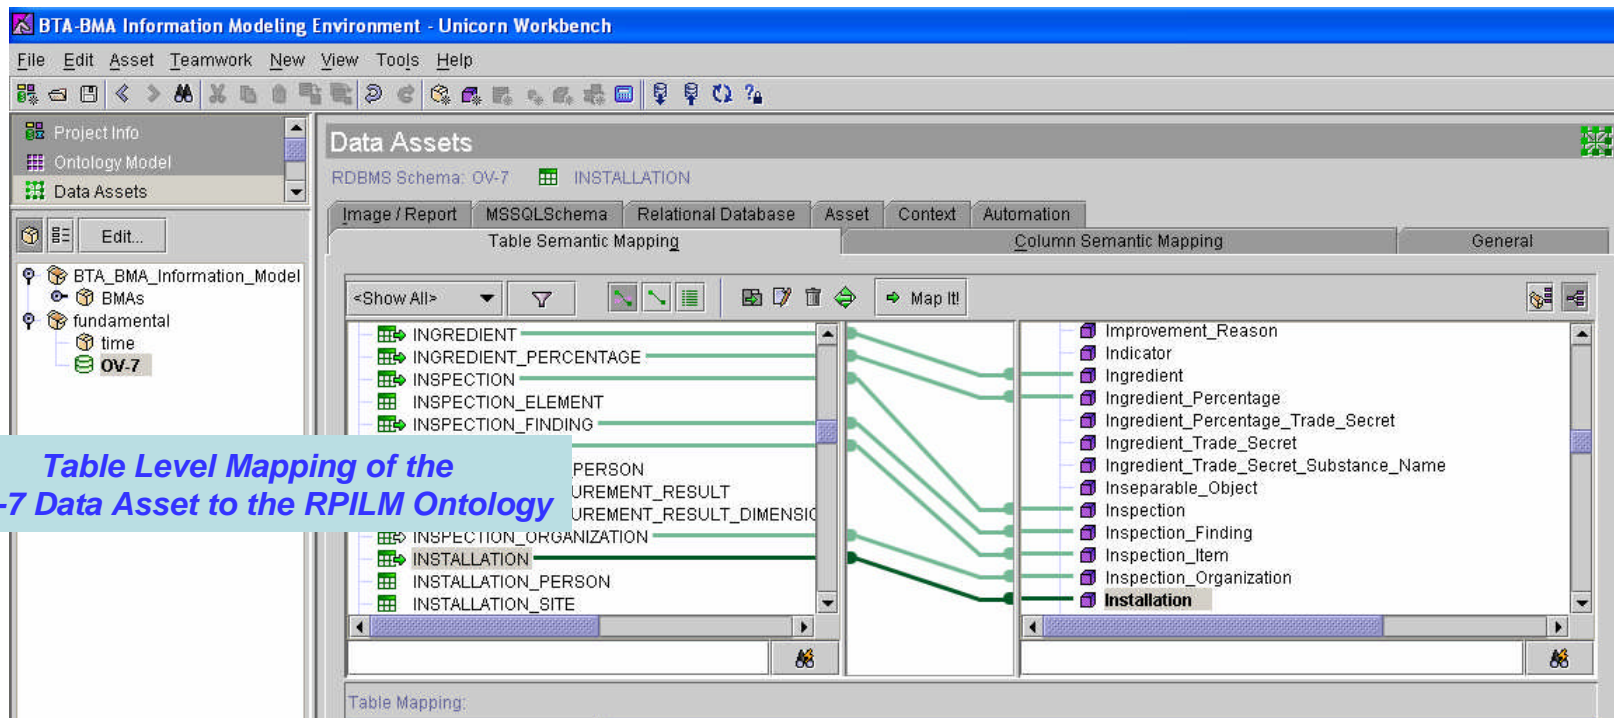 BTA-BMA Information Modeling Environment - Unicorn Workbench
File Edit Asset Teamwork New View Tools Help
Project Info
Ontology Model
Data Assets
Edit...
BTA_BMA_Information_Model
BMAs
fundamental
time
OV-7
Data Assets
RDBMS Schema: OV-7 INSTALLATION
Image / Report MSSQLSchema Relational Database Asset Context Automation
Table Semantic Mapping Column Semantic Mapping General
<Show All> Map It!
INGREDIENT
INGREDIENT_PERCENTAGE
INSPECTION
INSPECTION_ELEMENT
INSPECTION_FINDING
PERSON
UREMENT_RESULT
UREMENT_RESULT_DIMENSIO
INSPECTION_ORGANIZATION
INSTALLATION
INSTALLATION_PERSON
INSTALLATION_SITE
Improvement_Reason
Indicator
Ingredient
Ingredient_Percentage
Ingredient_Percentage_Trade_Secret
Ingredient_Trade_Secret
Ingredient_Trade_Secret_Substance_Name
Inseparable_Object
Inspection
Inspection_Finding
Inspection_Item
Inspection_Organization
Installation
Table Level Mapping of the
-7 Data Asset to the RPILM Ontology
Table Mapping: